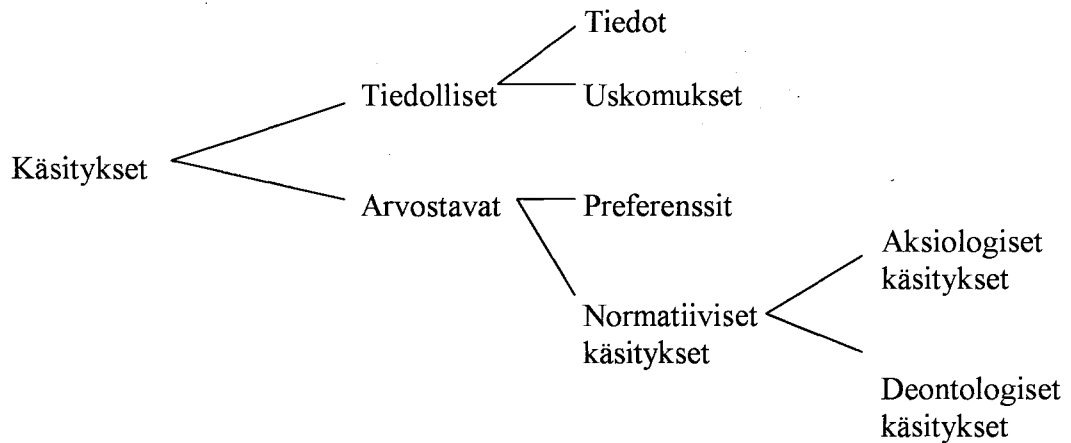 Tiedot
Tiedolliset
Uskomukset
Käsitykset
Arvostavat
Preferenssit
Aksiologiset
käsitykset
Normatiiviset
käsitykset
Deontologiset
käsitykset